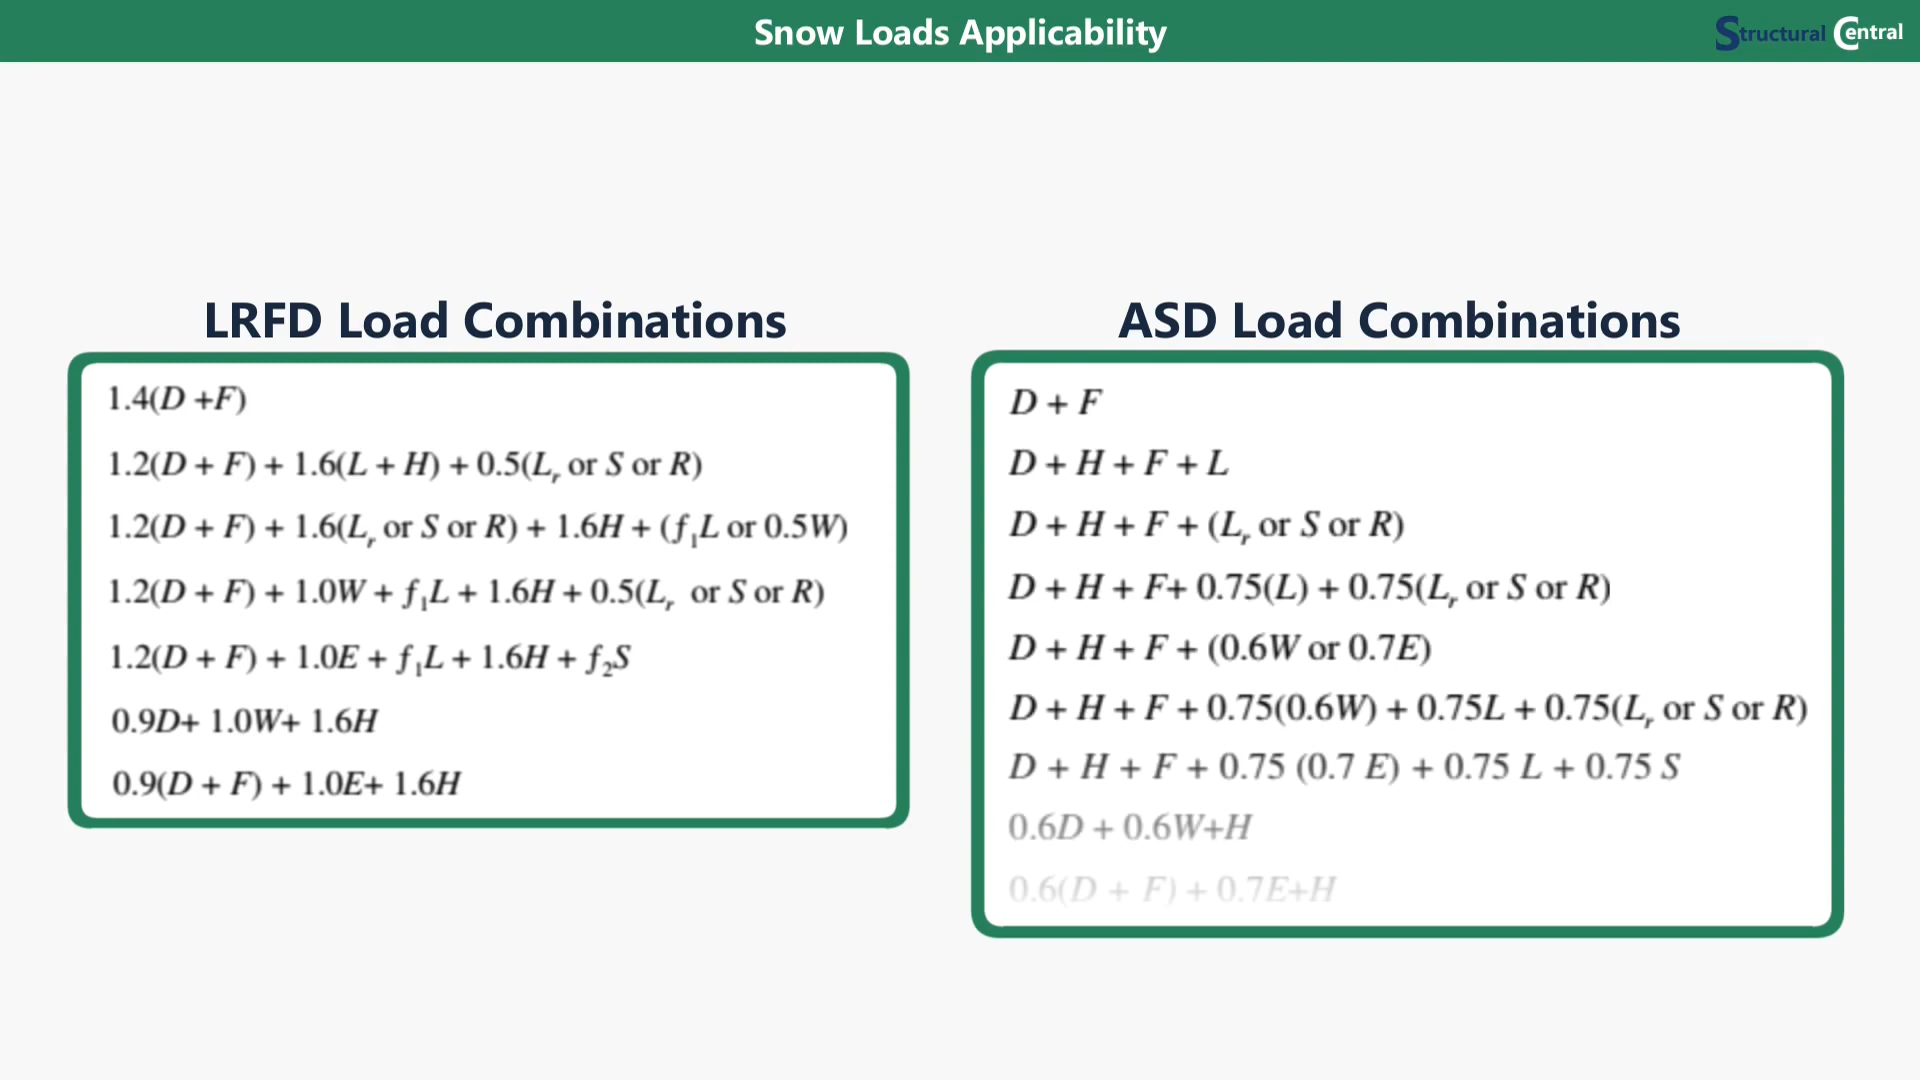 Snow Loads Applicability
Structural Central
LRFD Load Combinations
1.4(D +F)
1.2(D + F) + 1.6(L + H) + 0.5(Lᵣ or S or R)
1.2(D + F) + 1.6(Lᵣ or S or R) + 1.6H + (f₁L or 0.5W)
1.2(D + F) + 1.0W + f₁L + 1.6H + 0.5(Lᵣ or S or R)
1.2(D + F) + 1.0E + f₁L + 1.6H + f₂S
0.9D+ 1.0W+ 1.6H
0.9(D + F) + 1.0E+ 1.6H
ASD Load Combinations
D + F
D + H + F + L
D + H + F + (Lᵣ or S or R)
D + H + F+ 0.75(L) + 0.75(Lᵣ or S or R)
D + H + F + (0.6W or 0.7E)
D + H + F + 0.75(0.6W) + 0.75L + 0.75(Lᵣ or S or R)
D + H + F + 0.75 (0.7 E) + 0.75 L + 0.75 S
0.6D + 0.6W+H
0.6(D + F) + 0.7E+H